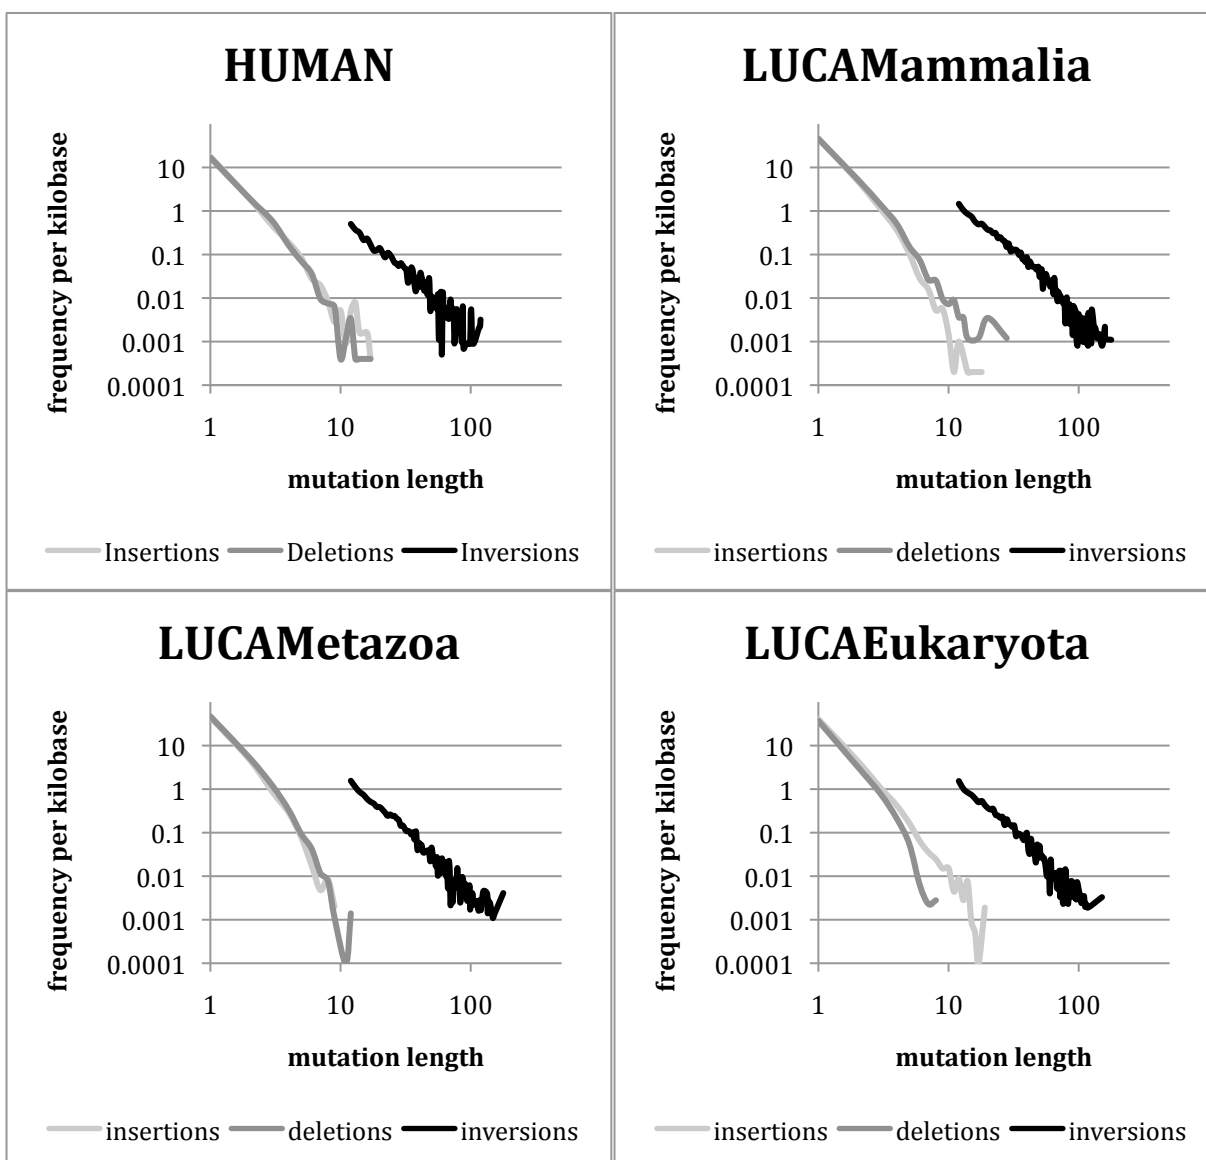 HUMAN
frequency per kilobase
10
1
0.1
0.01
0.001
0.0001
1 10 100
mutation length
Insertions Deletions Inversions
LUCAMammalia
frequency per kilobase
10
1
0.1
0.01
0.001
0.0001
1 10 100
mutation length
insertions deletions inversions
LUCAMetazoa
frequency per kilobase
10
1
0.1
0.01
0.001
0.0001
1 10 100
mutation length
insertions deletions inversions
LUCAEukaryota
frequency per kilobase
10
1
0.1
0.01
0.001
0.0001
1 10 100
mutation length
insertions deletions inversions